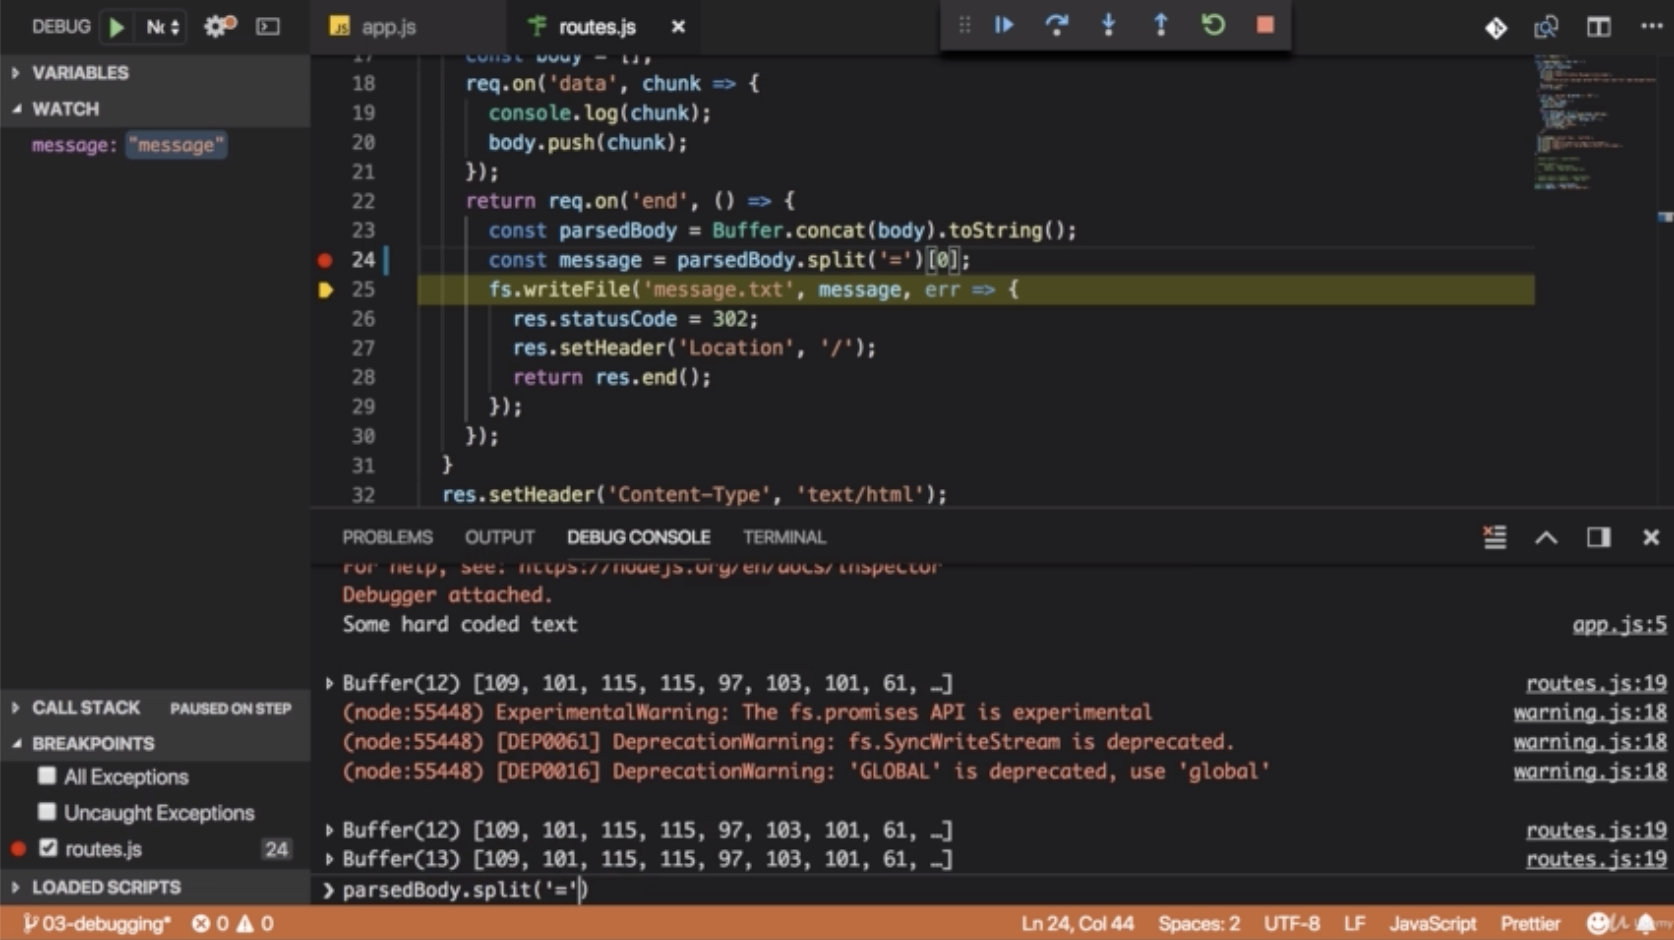 DEBUG
app.js
routes.js
VARIABLES
WATCH
message: "message"
17 const body = [];
18 req.on('data', chunk => {
19 console.log(chunk);
20 body.push(chunk);
21 });
22 return req.on('end', () => {
23 const parsedBody = Buffer.concat(body).toString();
24 const message = parsedBody.split('=')[0];
25 fs.writeFile('message.txt', message, err => {
26 res.statusCode = 302;
27 res.setHeader('Location', '/');
28 return res.end();
29 });
30 });
31 }
32 res.setHeader('Content-Type', 'text/html');
PROBLEMS OUTPUT DEBUG CONSOLE TERMINAL
For help, see: https://nodejs.org/en/docs/inspector
Debugger attached.
Some hard coded text app.js:5
Buffer(12) [109, 101, 115, 115, 97, 103, 101, 61, …] routes.js:19
(node:55448) ExperimentalWarning: The fs.promises API is experimental warning.js:18
(node:55448) [DEP0061] DeprecationWarning: fs.SyncWriteStream is deprecated. warning.js:18
(node:55448) [DEP0016] DeprecationWarning: 'GLOBAL' is deprecated, use 'global' warning.js:18
Buffer(12) [109, 101, 115, 115, 97, 103, 101, 61, …] routes.js:19
Buffer(13) [109, 101, 115, 115, 97, 103, 101, 61, …] routes.js:19
parsedBody.split('=')
CALL STACK PAUSED ON STEP
BREAKPOINTS
All Exceptions
Uncaught Exceptions
routes.js 24
LOADED SCRIPTS
03-debugging* 0 0 Ln 24, Col 44 Spaces: 2 UTF-8 LF JavaScript Prettier